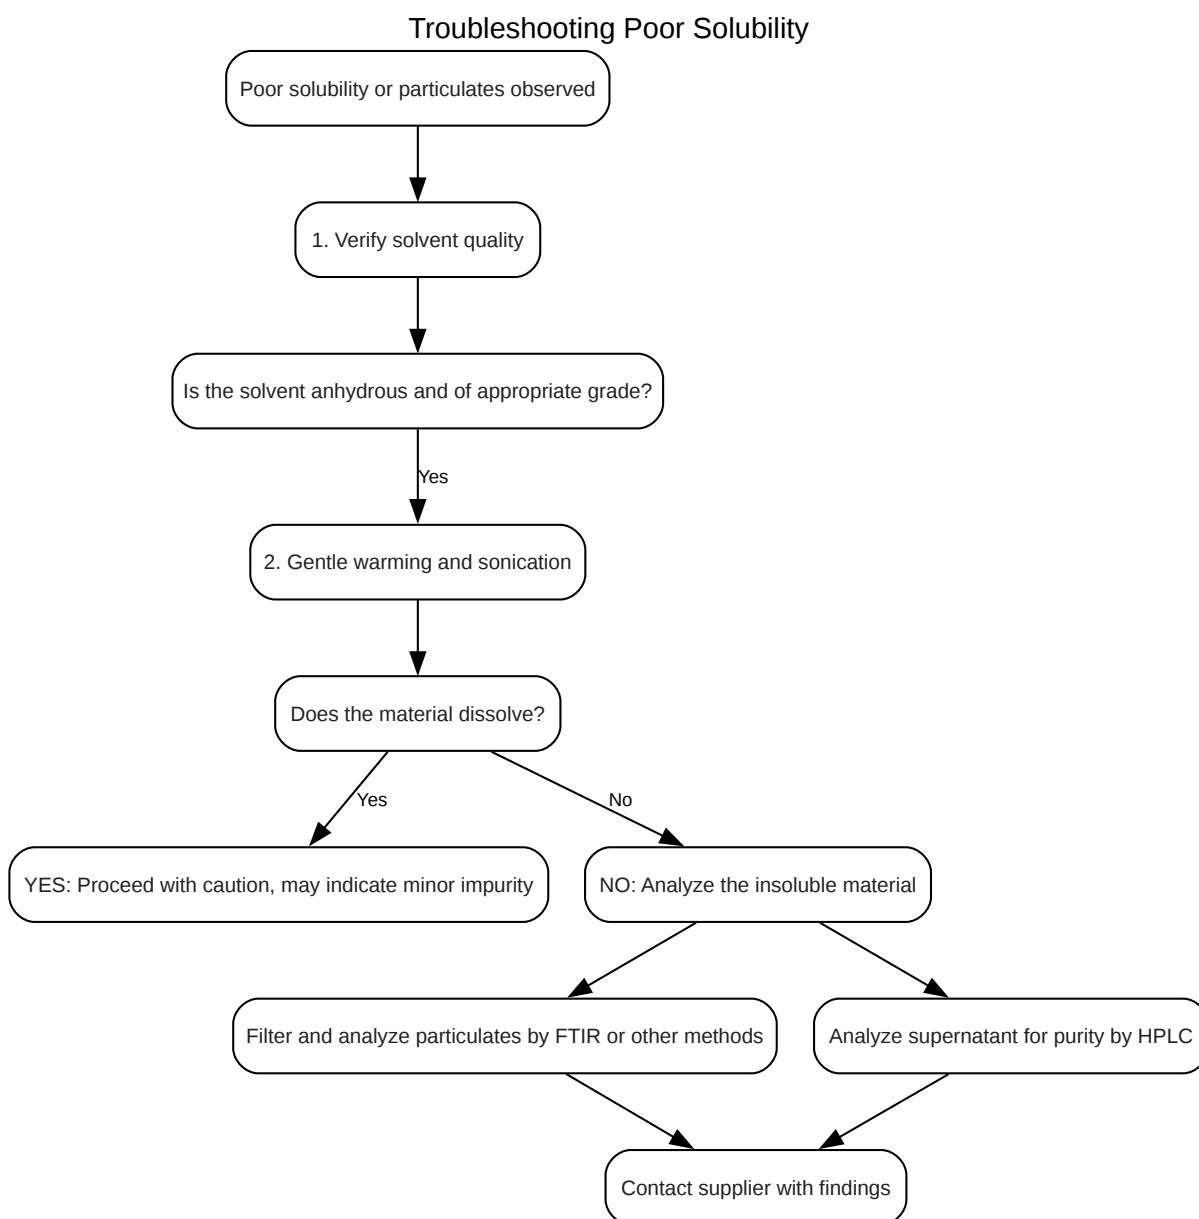 Troubleshooting Poor Solubility
Poor solubility or particulates observed
1. Verify solvent quality
Is the solvent anhydrous and of appropriate grade?
Yes
2. Gentle warming and sonication
Does the material dissolve?
Yes
No
YES: Proceed with caution, may indicate minor impurity
NO: Analyze the insoluble material
Filter and analyze particulates by FTIR or other methods
Analyze supernatant for purity by HPLC
Contact supplier with findings